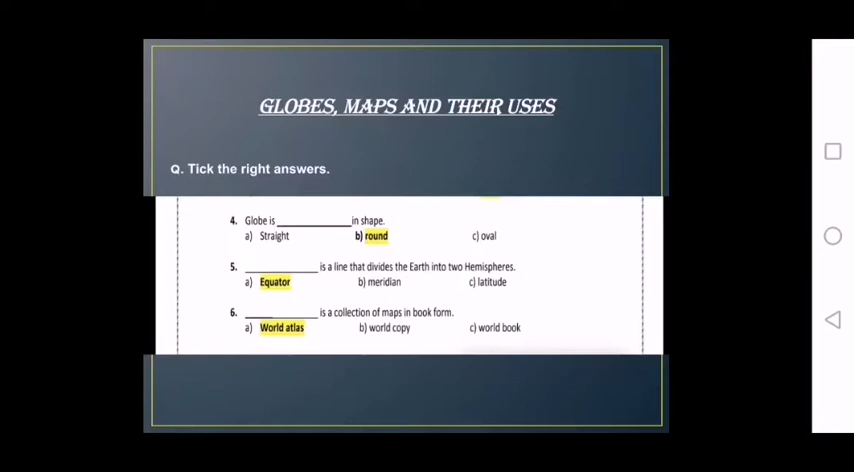 GLOBES, MAPS AND THEIR USES
Q. Tick the right answers.
4. Globe is ______________ in shape.
a) Straight b) round c) oval
5. ______________ is a line that divides the Earth into two Hemispheres.
a) Equator b) meridian c) latitude
6. ______________ is a collection of maps in book form.
a) World atlas b) world copy c) world book